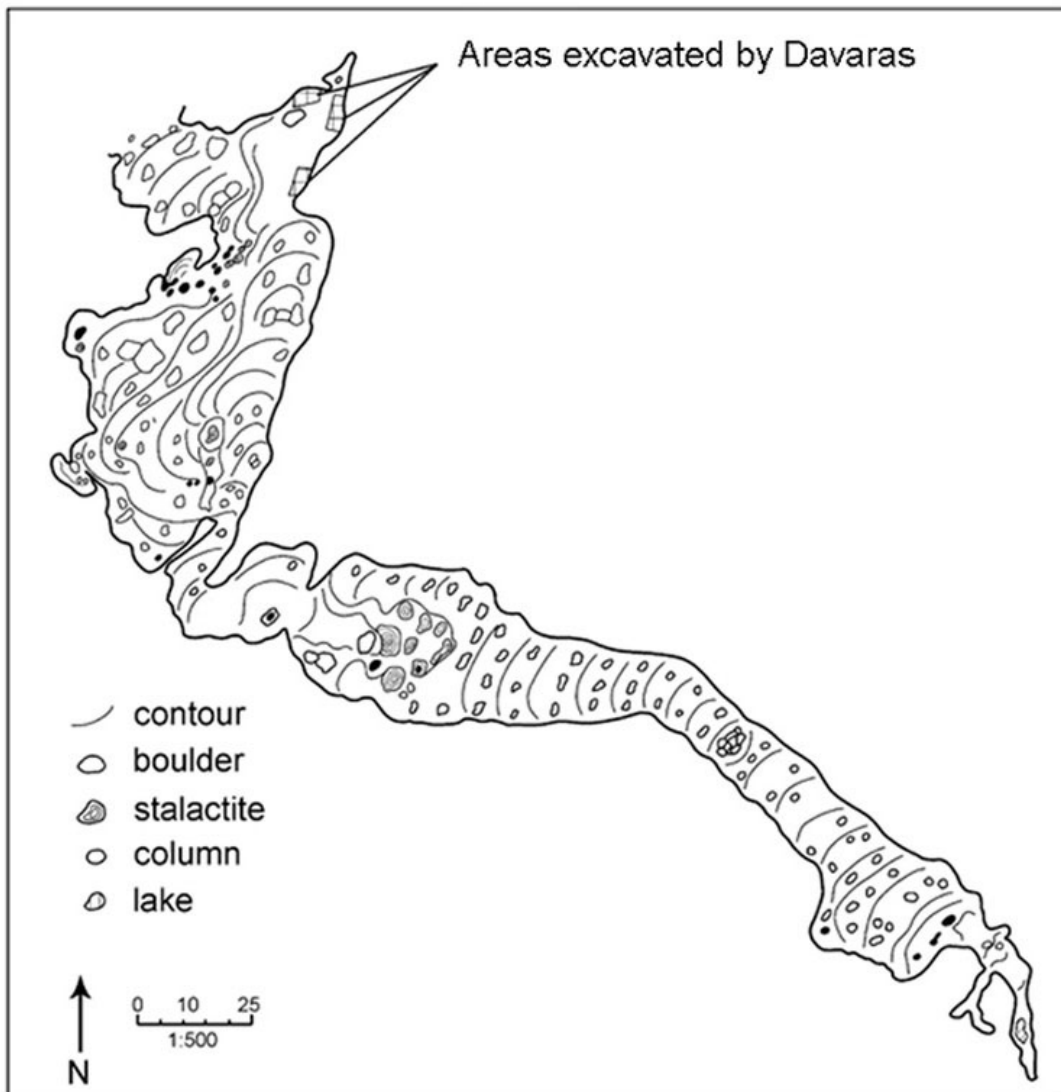 Areas excavated by Davaras
contour
boulder
stalactite
column
lake
N
0 10 25
1:500